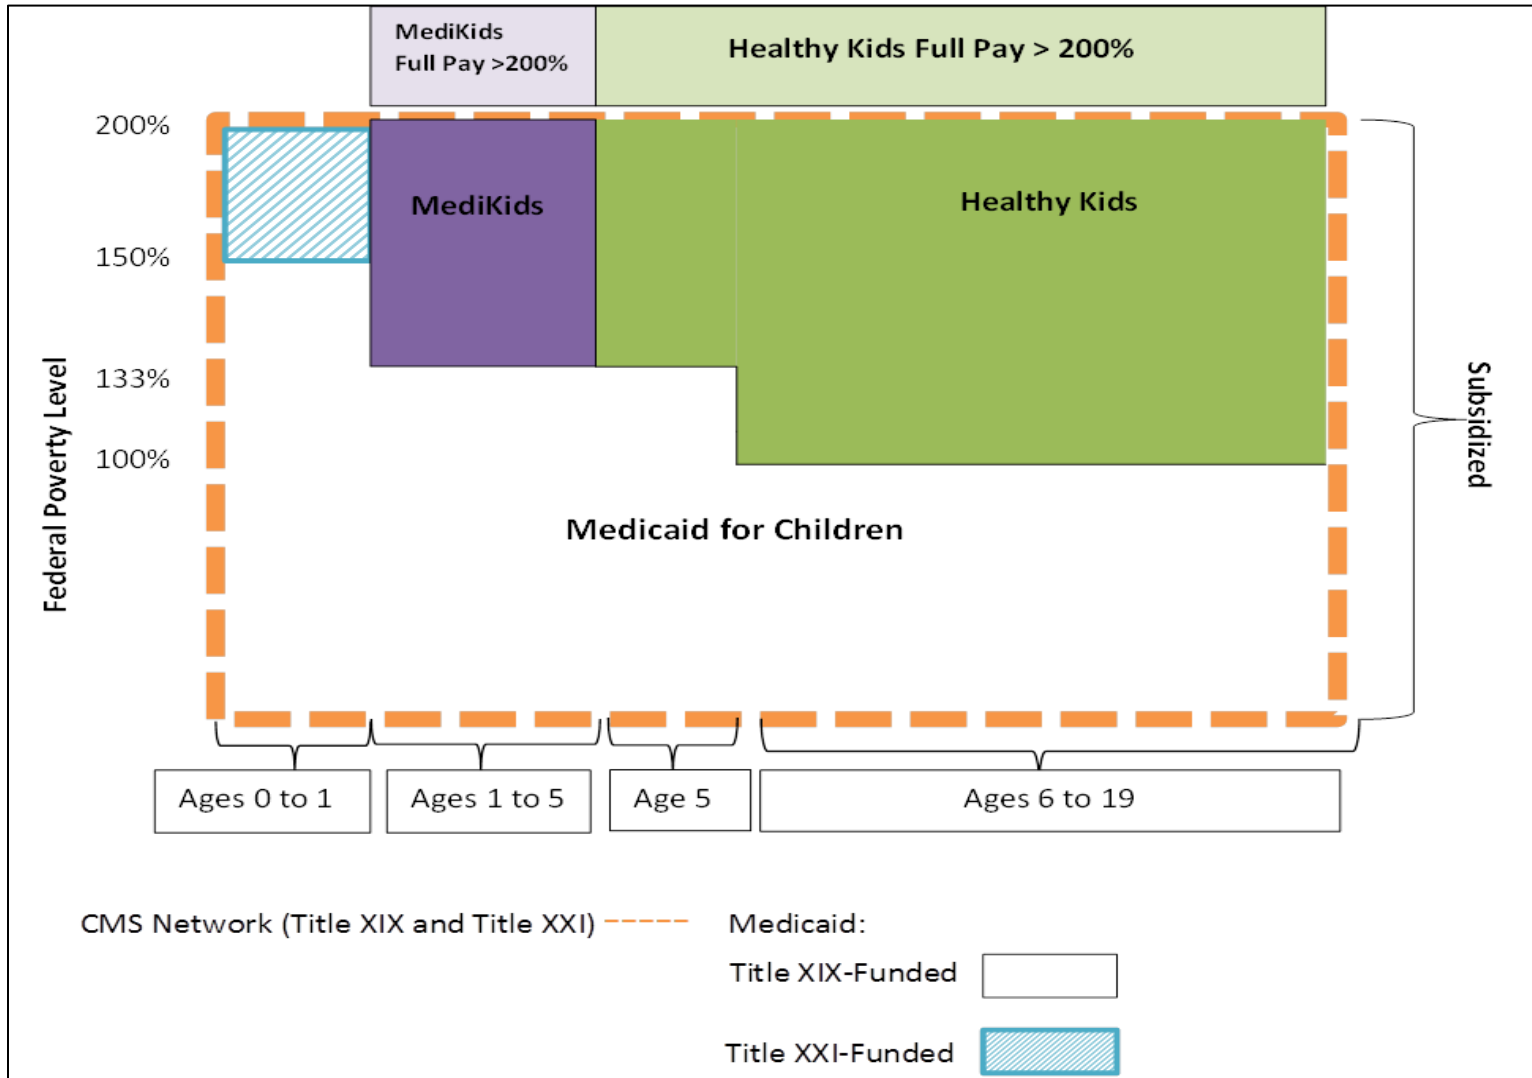 MediKids
Full Pay >200%
Healthy Kids Full Pay > 200%
200%
150%
133%
100%
Federal Poverty Level
MediKids
Healthy Kids
Medicaid for Children
Subsidized
Ages 0 to 1
Ages 1 to 5
Age 5
Ages 6 to 19
CMS Network (Title XIX and Title XXI)
Medicaid:
Title XIX-Funded
Title XXI-Funded